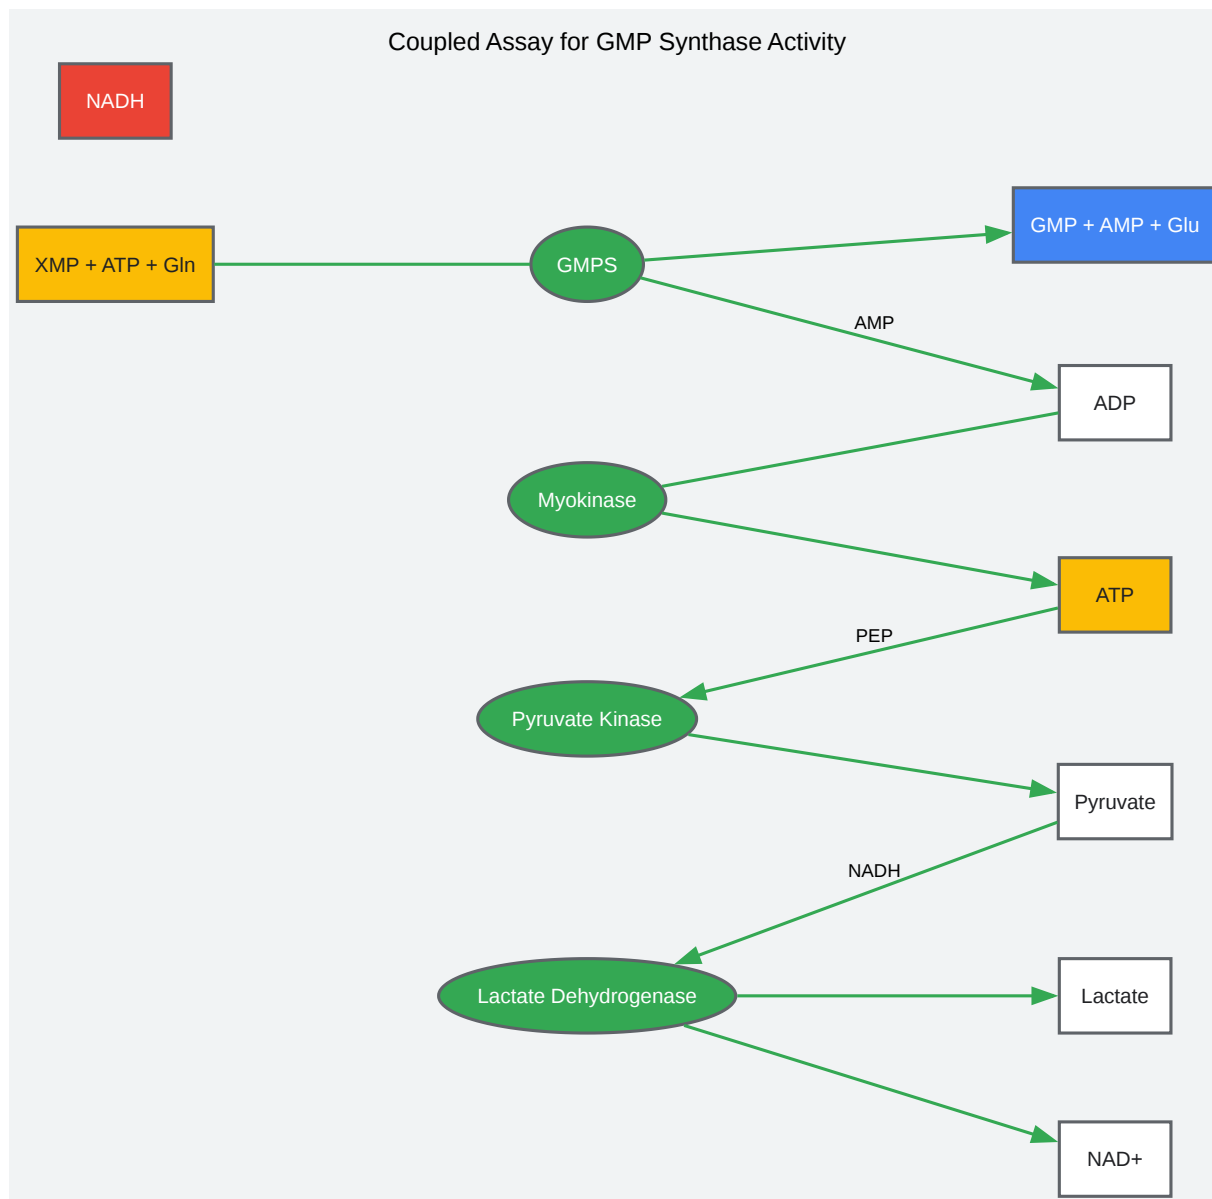 Coupled Assay for GMP Synthase Activity
NADH
GMP + AMP + Glu
XMP + ATP + Gln
GMPS
AMP
ADP
Myokinase
ATP
PEP
Pyruvate Kinase
Pyruvate
NADH
Lactate Dehydrogenase
Lactate
NAD+